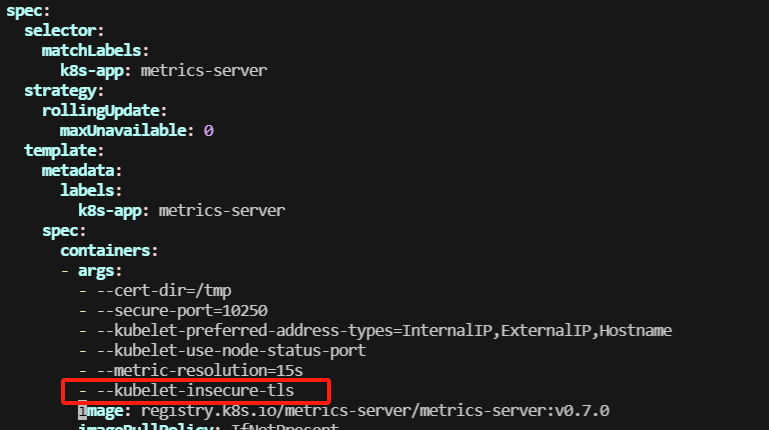 spec:
  selector:
    matchLabels:
      k8s-app: metrics-server
  strategy:
    rollingUpdate:
      maxUnavailable: 0
  template:
    metadata:
      labels:
        k8s-app: metrics-server
    spec:
      containers:
      - args:
        - --cert-dir=/tmp
        - --secure-port=10250
        - --kubelet-preferred-address-types=InternalIP,ExternalIP,Hostname
        - --kubelet-use-node-status-port
        - --metric-resolution=15s
        - --kubelet-insecure-tls
        image: registry.k8s.io/metrics-server/metrics-server:v0.7.0
        imagePullPolicy: IfNotPresent